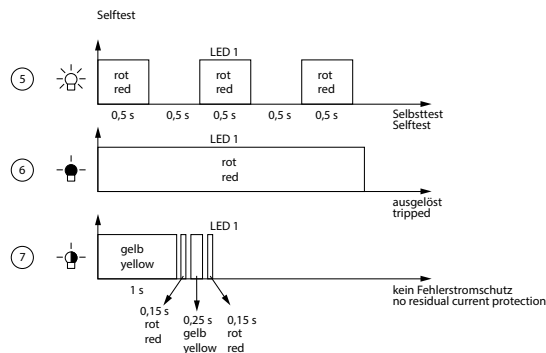 Selftest
5
LED 1
rot
red
rot
red
rot
red
0,5 s
0,5 s
0,5 s
0,5 s
0,5 s
Selbsttest
Selftest
6
LED 1
rot
red
ausgelöst
tripped
7
LED 1
gelb
yellow
1 s
kein Fehlerstromschutz
no residual current protection
0,15 s
rot
red
0,25 s
gelb
yellow
0,15 s
rot
red